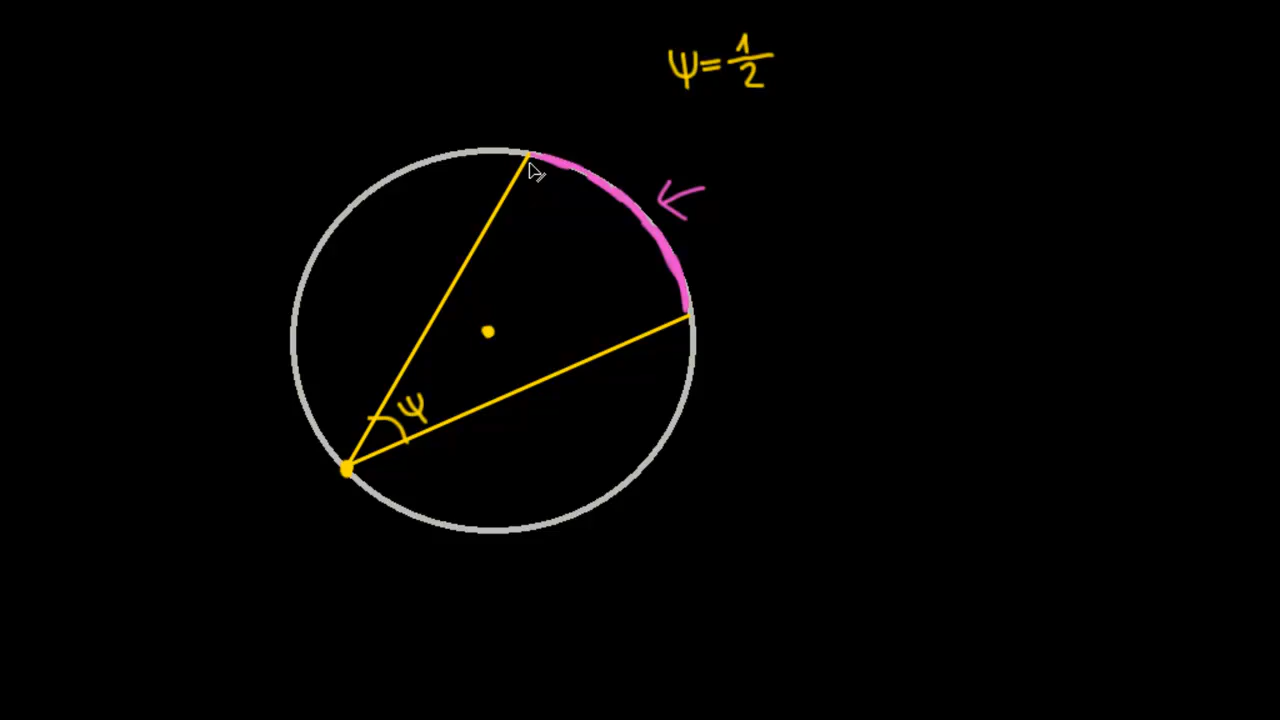 ψ = 1/2
ψ